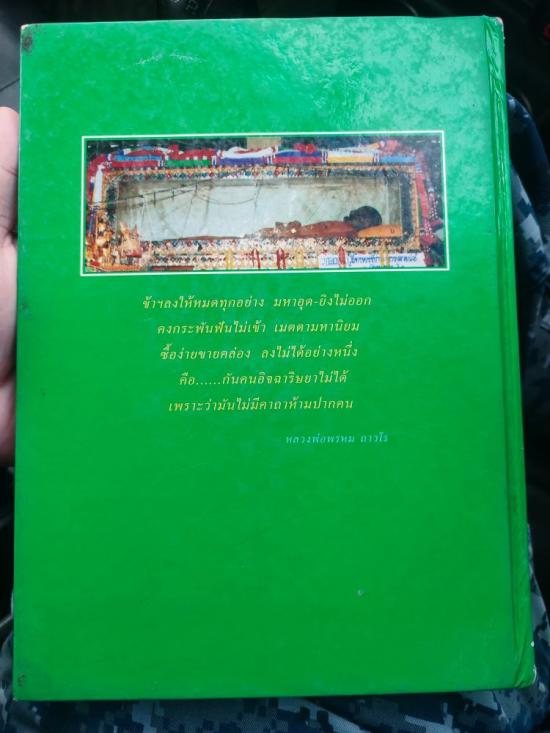 ข้าฯลงให้หมดทุกอย่าง มหาอุด-ยิงไม่ออก
คงกระพันฟันไม่เข้า เมตตามหานิยม
ซื้อง่ายขายคล่อง ลงไม่ได้อย่างหนึ่ง
คือ......กันคนอิจฉาริษยาไม่ได้
เพราะว่ามันไม่มีคาถาห้ามปากคน
หลวงพ่อพรหม ถาวโร